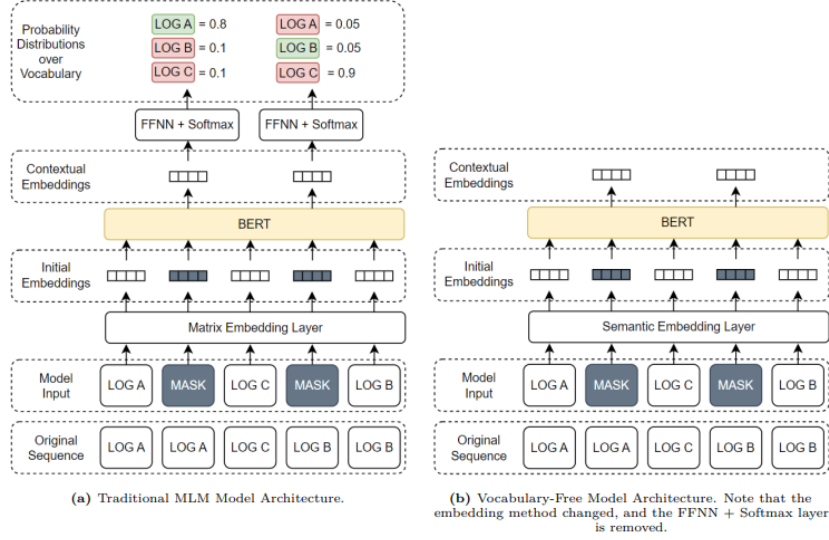 Probability
Distributions
over
Vocabulary
LOG A = 0.8
LOG B = 0.1
LOG C = 0.1
LOG A = 0.05
LOG B = 0.05
LOG C = 0.9
FFNN + Softmax
FFNN + Softmax
Contextual
Embeddings
BERT
Initial
Embeddings
Matrix Embedding Layer
Model
Input
LOG A MASK LOG C MASK LOG B
Original
Sequence
LOG A LOG A LOG C LOG B LOG B
(a) Traditional MLM Model Architecture.
Contextual
Embeddings
BERT
Initial
Embeddings
Semantic Embedding Layer
Model
Input
LOG A MASK LOG C MASK LOG B
Original
Sequence
LOG A LOG A LOG C LOG B LOG B
(b) Vocabulary-Free Model Architecture. Note that the
embedding method changed, and the FFNN + Softmax layer
is removed.